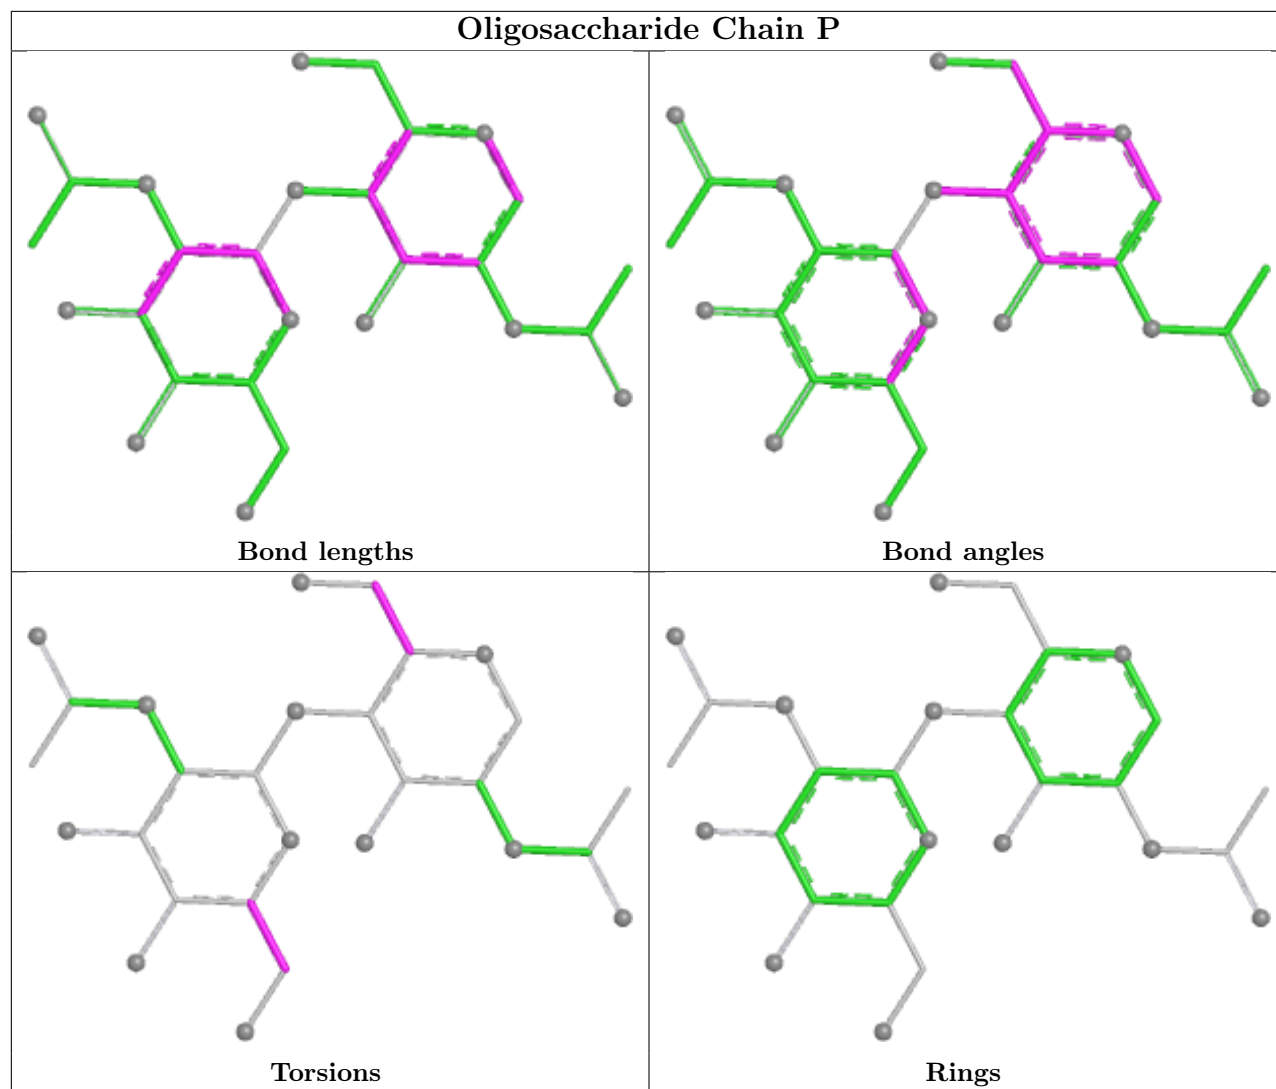 Oligosaccharide Chain P
Bond lengths
Bond angles
Torsions
Rings